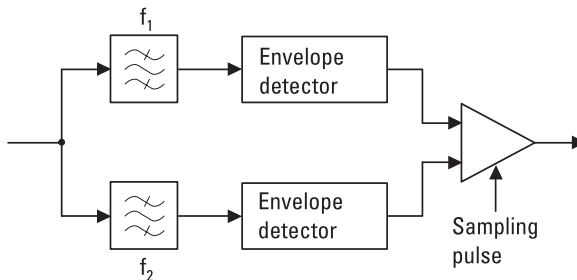 f1
Envelope
detector
Envelope
detector
f2
Sampling
pulse